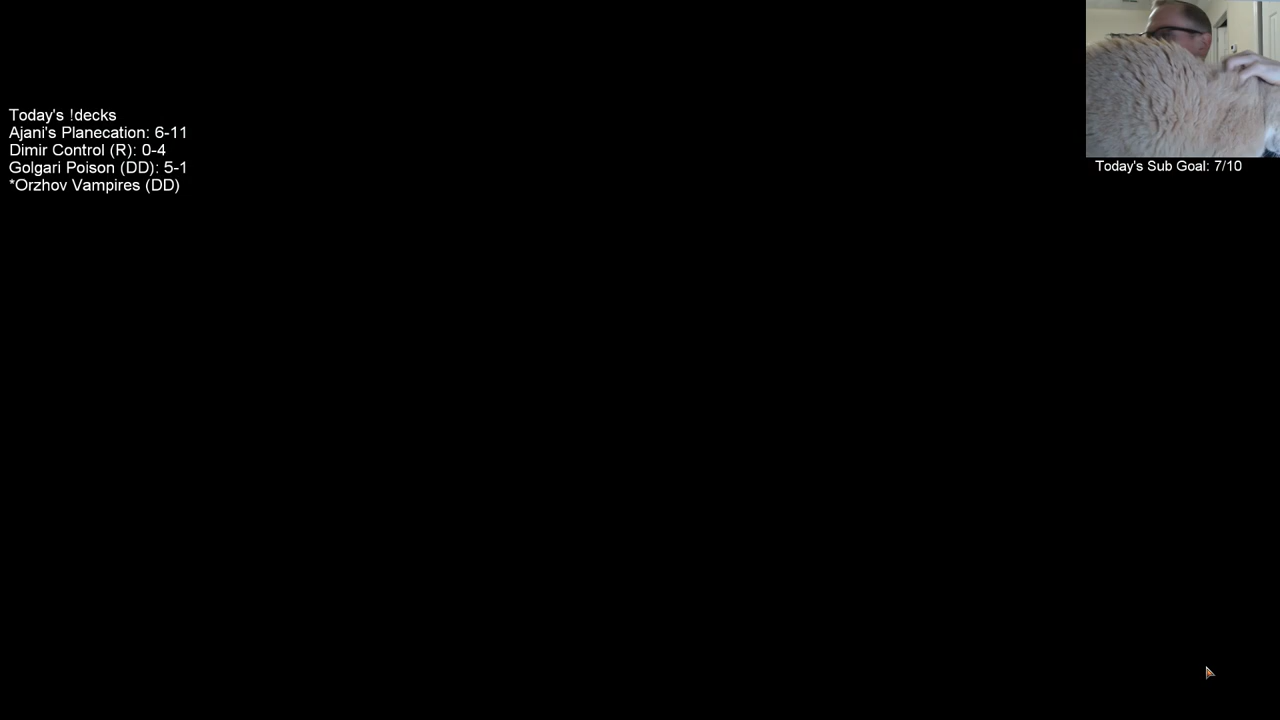 Today's !decks
Ajani's Planecation: 6-11
Dimir Control (R): 0-4
Golgari Poison (DD): 5-1
*Orzhov Vampires (DD)
Today's Sub Goal: 7/10